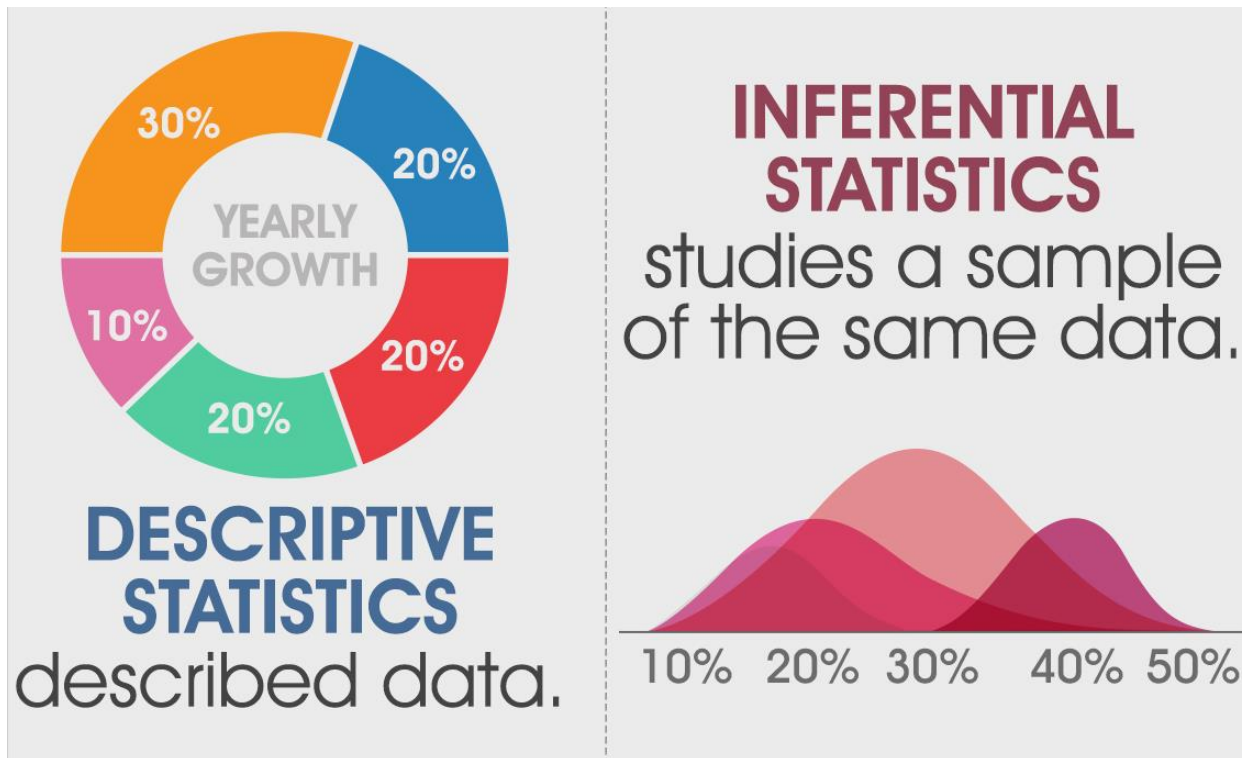 30%
20%
YEARLY
GROWTH
10%
20%
20%
DESCRIPTIVE
STATISTICS
described data.
INFERENTIAL
STATISTICS
studies a sample
of the same data.
10% 20% 30% 40% 50%